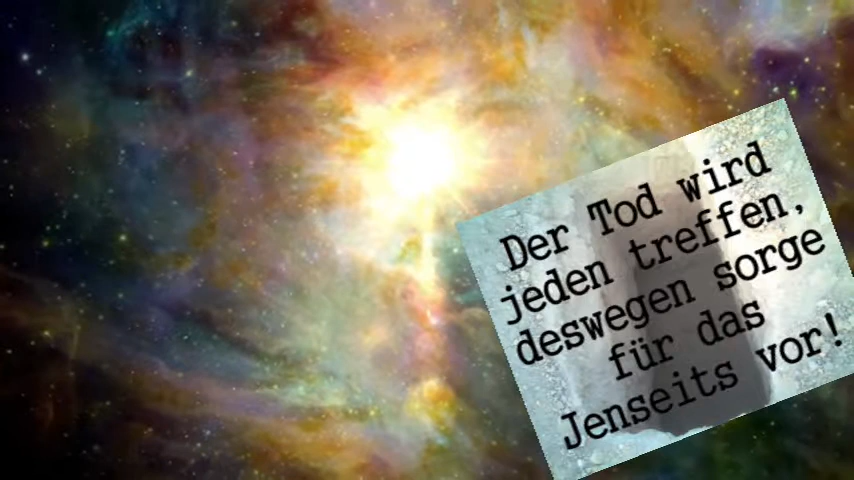 Der Tod wird
jeden treffen,
deswegen sorge
für das
Jenseits vor!